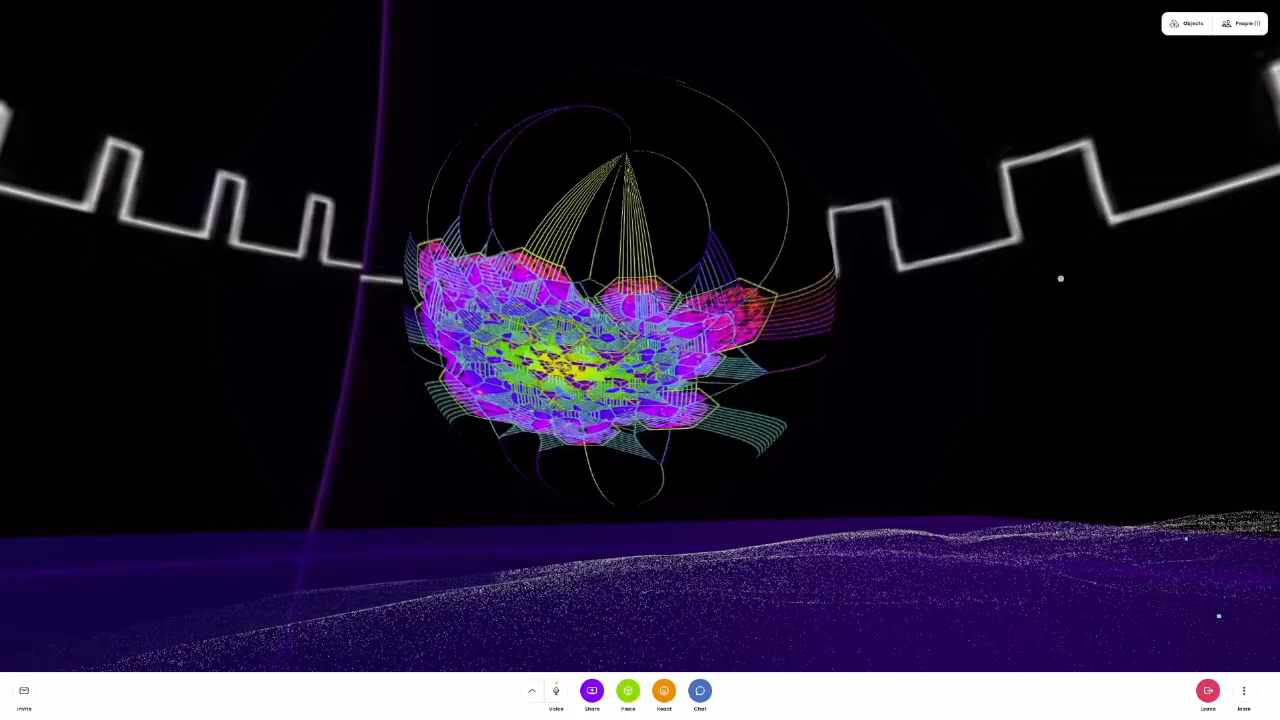 Objects
People (1)
Invite
Voice
Share
Place
React
Chat
Leave
More